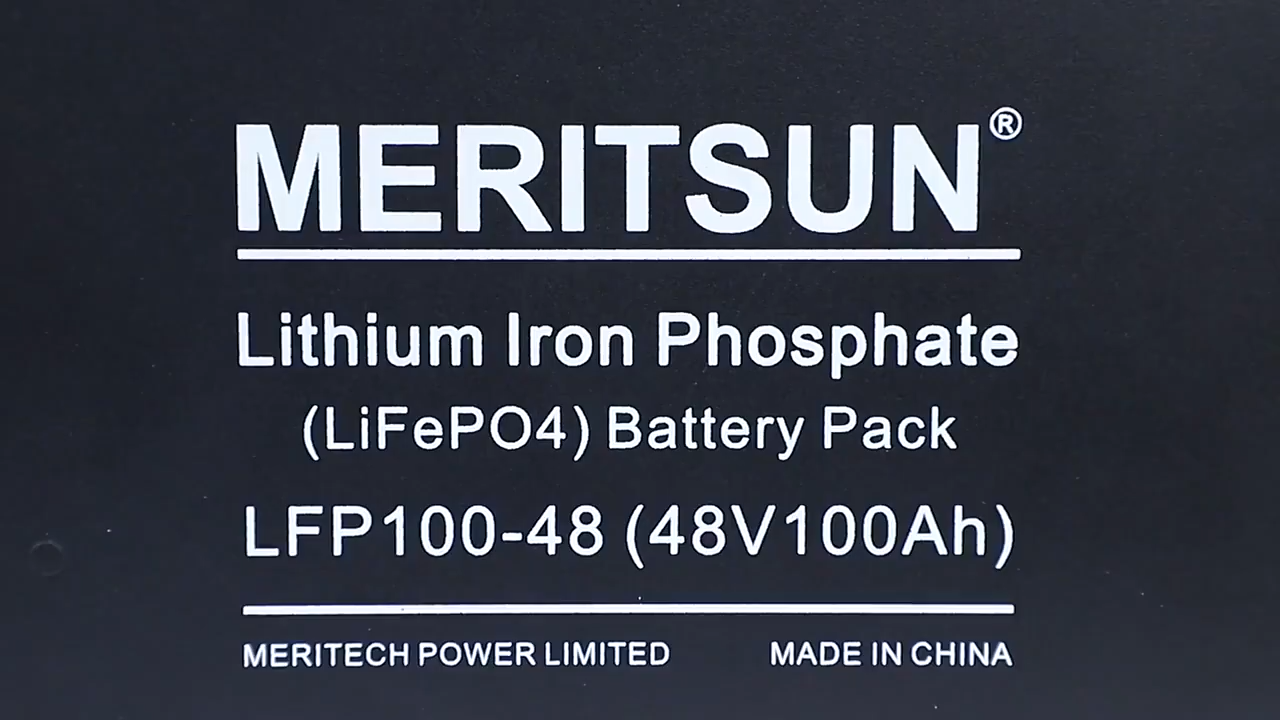 MERITSUN®
Lithium Iron Phosphate
(LiFePO4) Battery Pack
LFP100-48 (48V100Ah)
MERITECH POWER LIMITED MADE IN CHINA